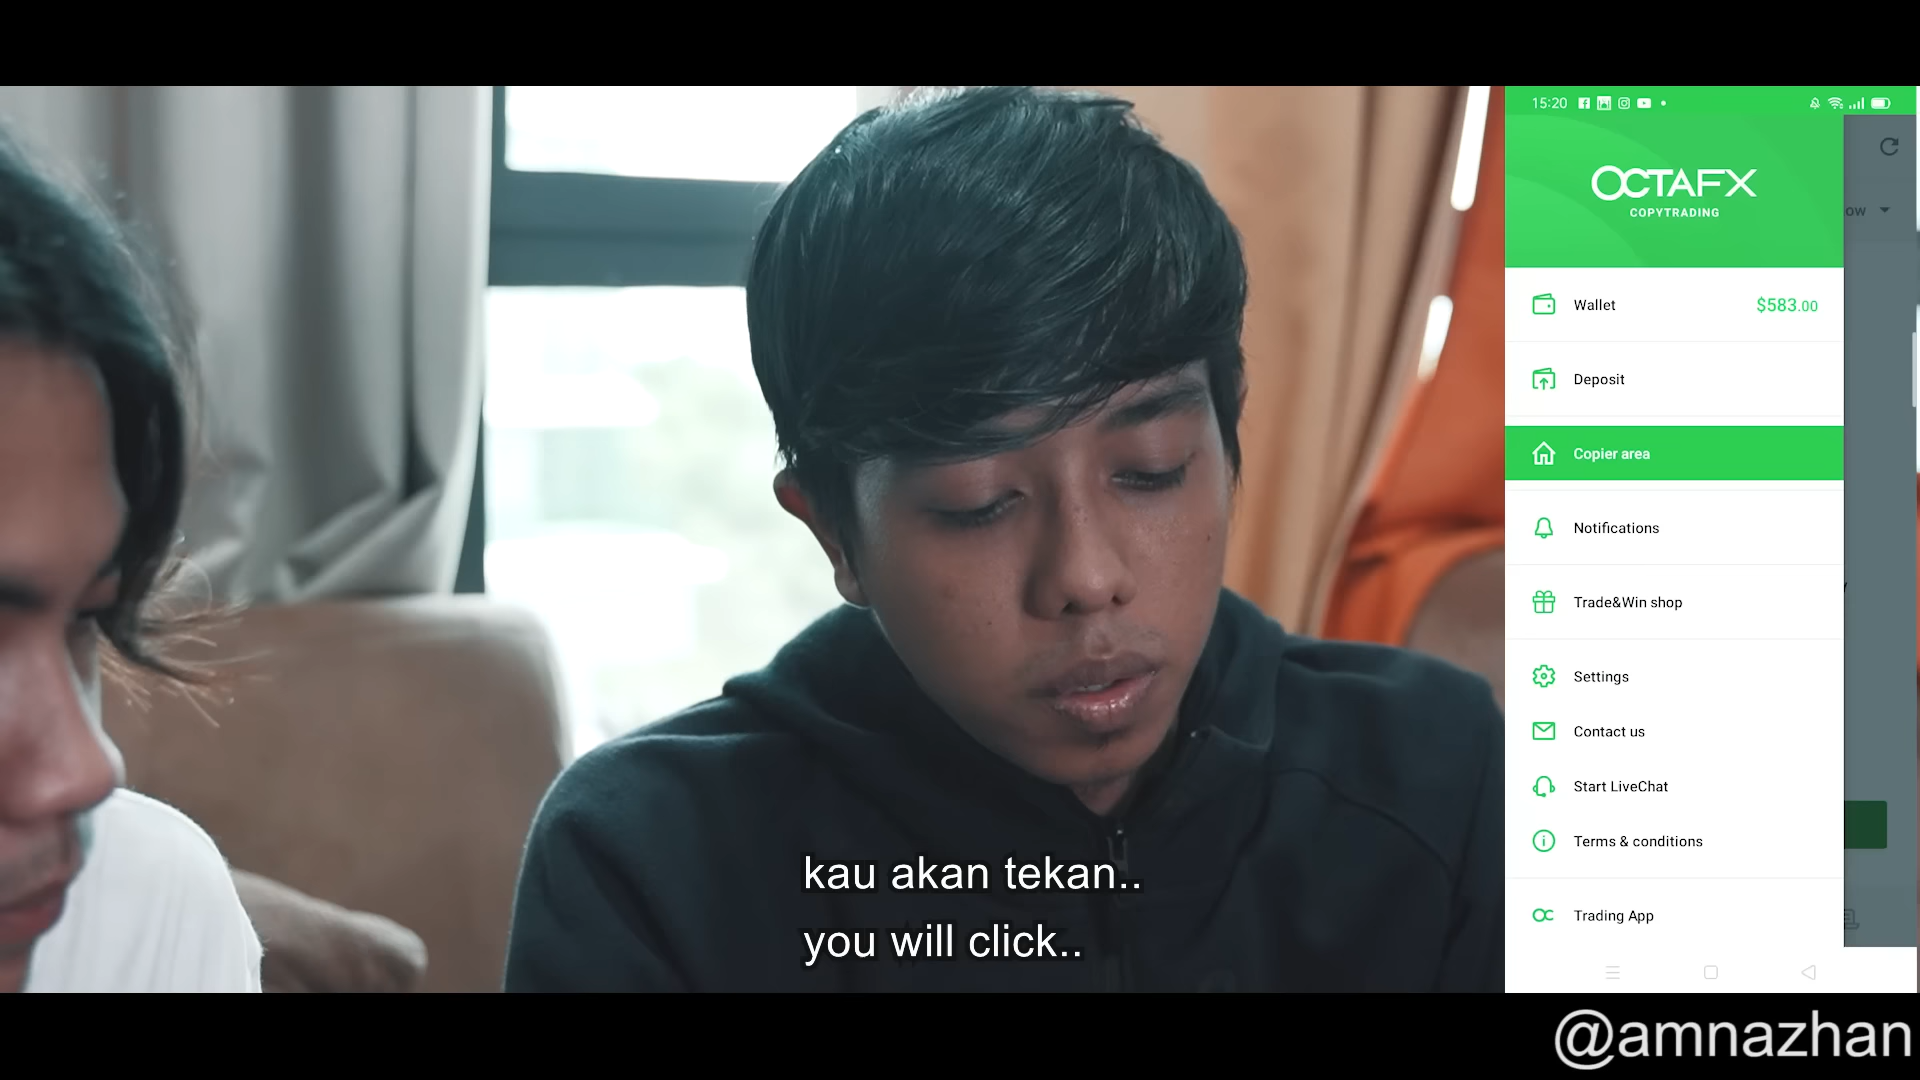 15:20
OCTAFX
COPYTRADING
ow
Wallet $583.00
Deposit
Copier area
Notifications
Trade&Win shop
Settings
Contact us
Start LiveChat
Terms & conditions
Trading App
kau akan tekan..
you will click..
@amnazhan